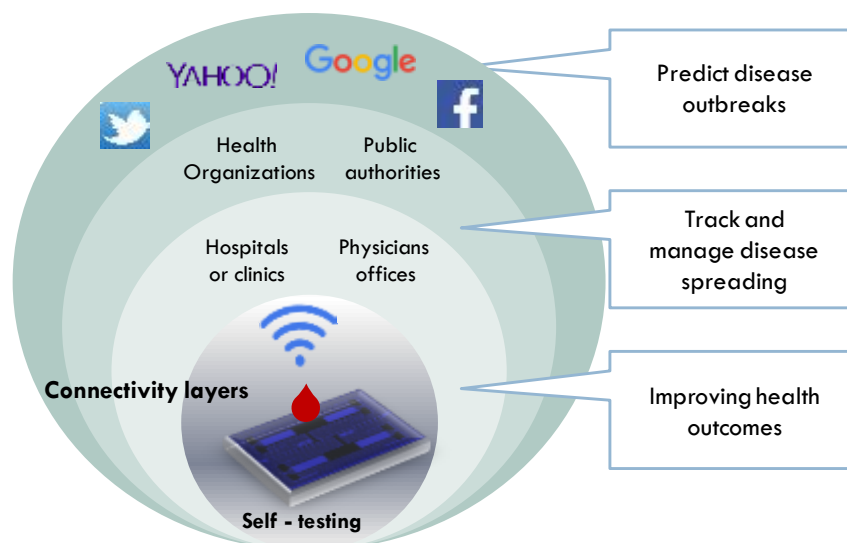 YAHOO!
Google
f
Health
Organizations
Public
authorities
Hospitals
or clinics
Physicians
offices
Connectivity layers
Self - testing
Predict disease
outbreaks
Track and
manage disease
spreading
Improving health
outcomes